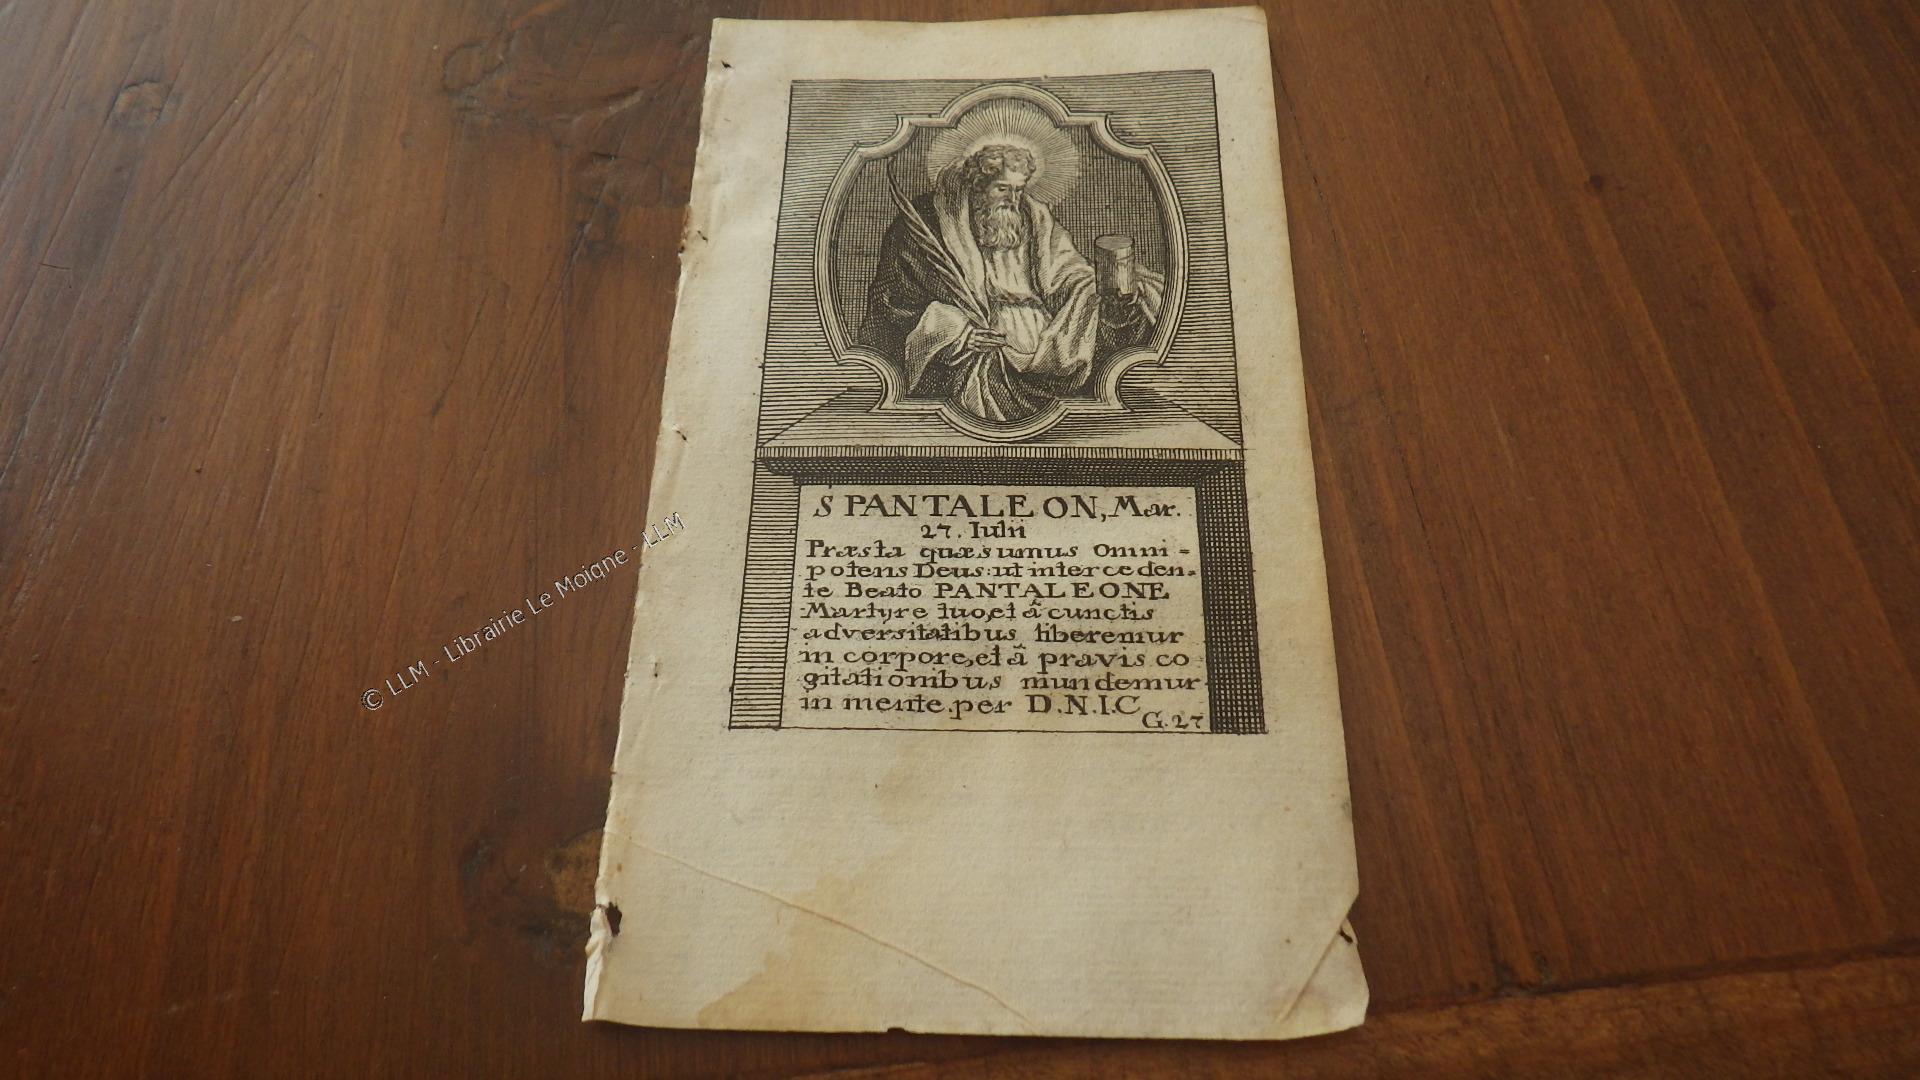 S PANTALEON, Mar.
27. Iulii
Præsta quæsumus Omni=
potens Deus: ut interceden=
te Beato PANTALEONE
Martyre tuo, et â cunctis
adversitatibus liberemur
in corpore, et â pravis co
gitationibus mundemur
in mente. per D.N.I.C
G. 27
© LLM - Librairie Le Moigne - LLM